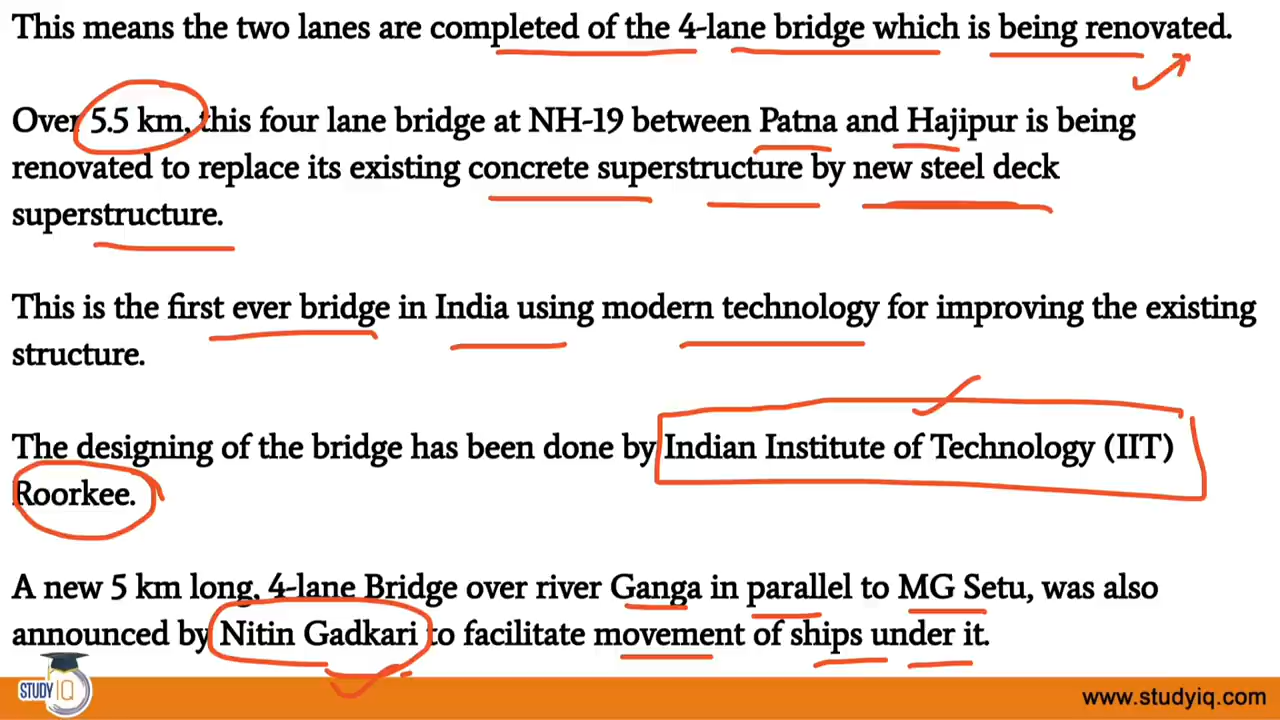 This means the two lanes are completed of the 4-lane bridge which is being renovated.
Over 5.5 km, this four lane bridge at NH-19 between Patna and Hajipur is being
renovated to replace its existing concrete superstructure by new steel deck
superstructure.
This is the first ever bridge in India using modern technology for improving the existing
structure.
The designing of the bridge has been done by Indian Institute of Technology (IIT)
Roorkee.
A new 5 km long, 4-lane Bridge over river Ganga in parallel to MG Setu, was also
announced by Nitin Gadkari to facilitate movement of ships under it.
STUDY IQ
www.studyiq.com